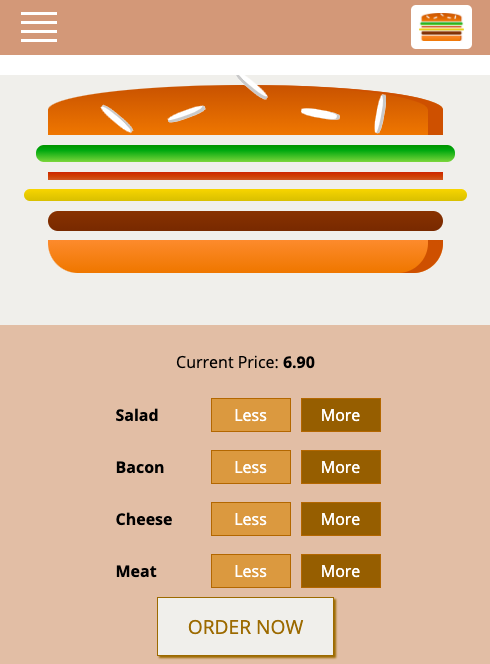 Current Price: 6.90
Salad Less More
Bacon Less More
Cheese Less More
Meat Less More
ORDER NOW